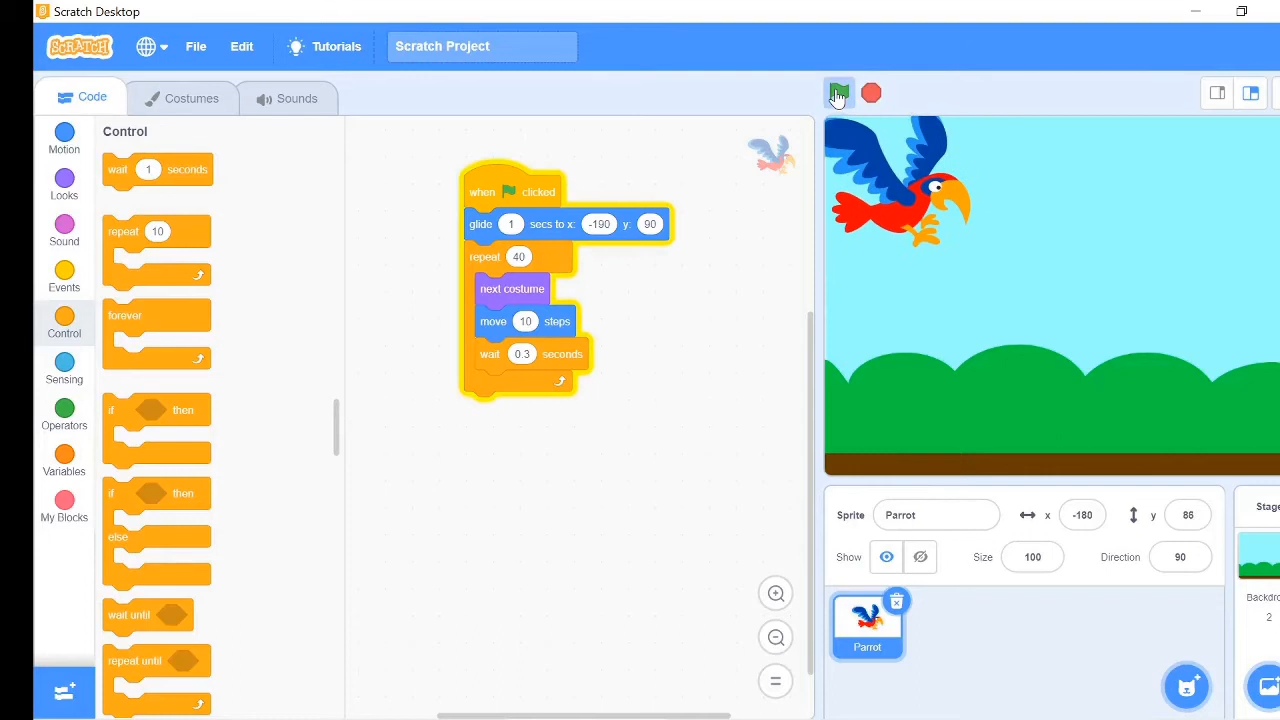 Scratch Desktop
SCRATCH File Edit Tutorials Scratch Project
Code Costumes Sounds
Motion
Looks
Sound
Events
Control
Sensing
Operators
Variables
My Blocks
Control
wait 1 seconds
repeat 10
forever
if then
if then
else
wait until
repeat until
when clicked
glide 1 secs to x: -190 y: 90
repeat 40
next costume
move 10 steps
wait 0.3 seconds
Sprite Parrot x -180 y 86
Show Size 100 Direction 90
Parrot
Stage
Backdro
2